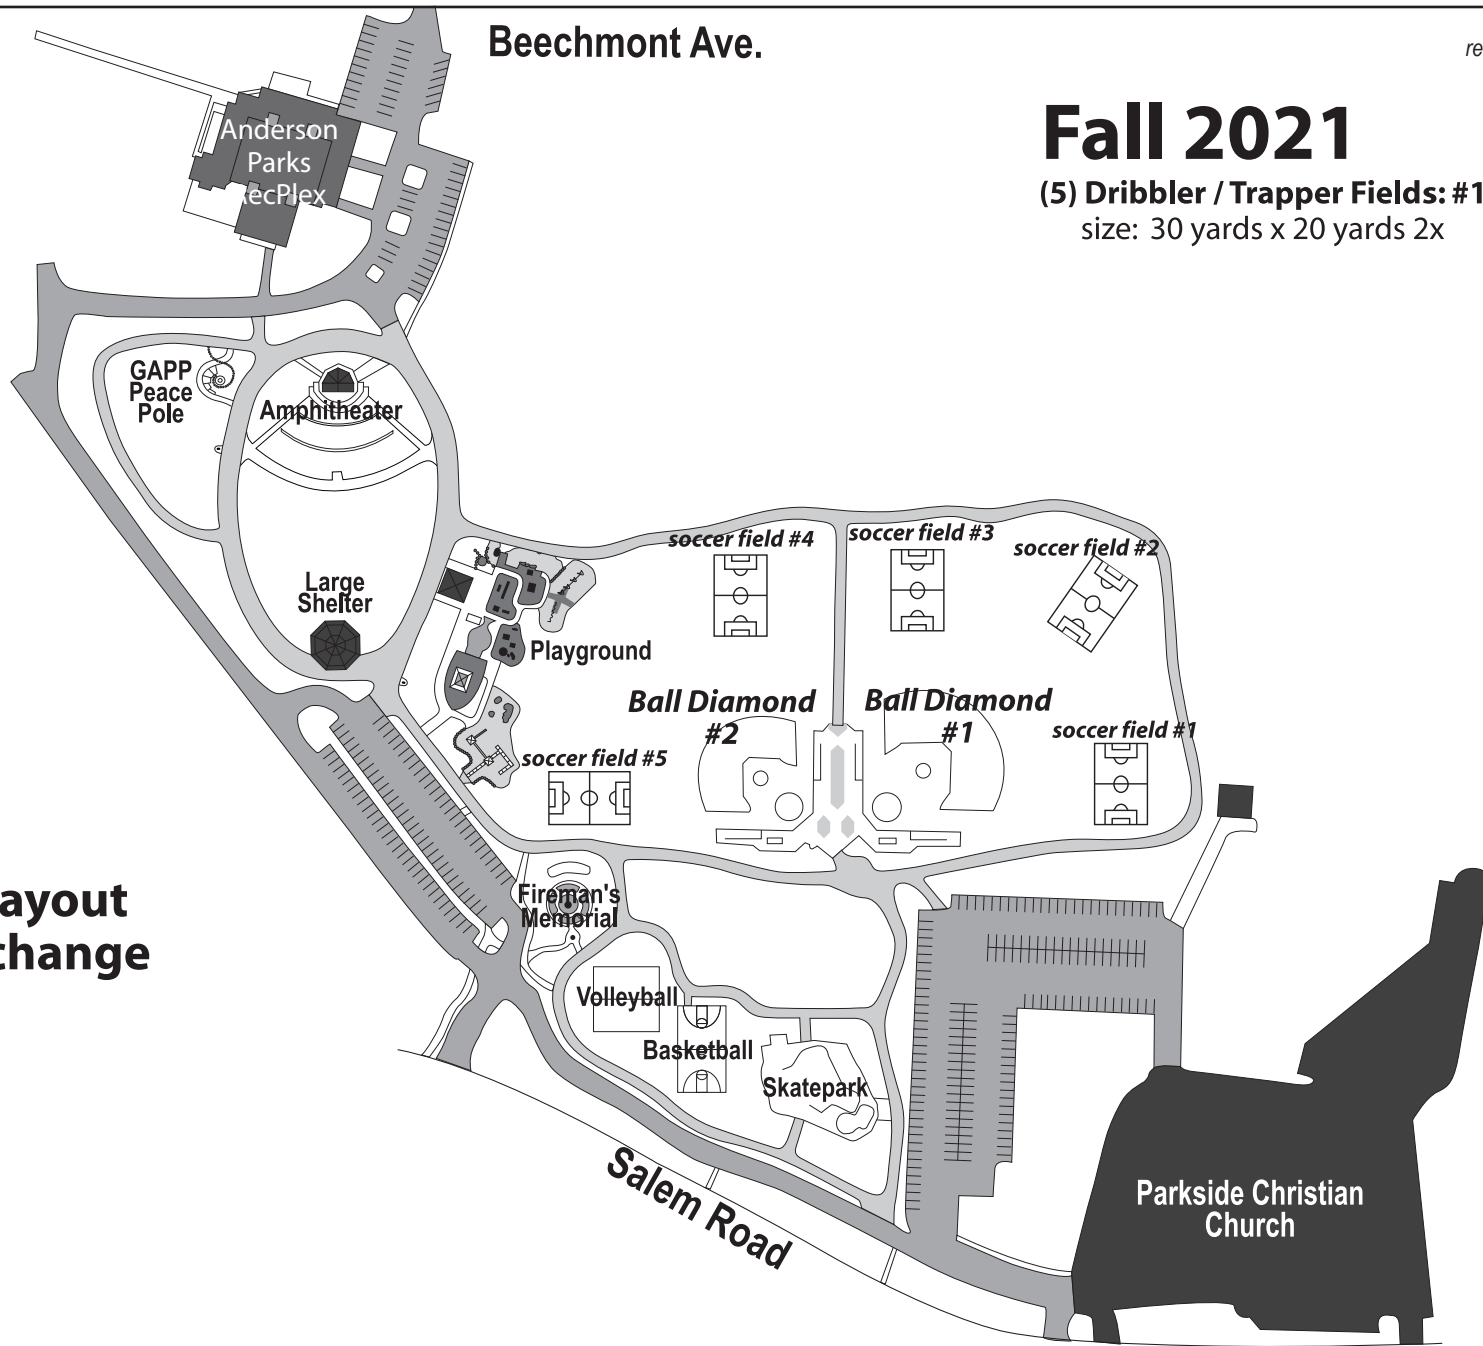 Beechmont Ave.
re
Fall 2021
(5) Dribbler / Trapper Fields: #1
size: 30 yards x 20 yards 2x
Anderson
Parks
RecPlex
GAPP
Peace
Pole
Amphitheater
Large
Shelter
Playground
soccer field #4
soccer field #3
soccer field #2
Ball Diamond
#2
Ball Diamond
#1
soccer field #1
soccer field #5
ayout
change
Fireman's
Memorial
Volleyball
Basketball
Skatepark
Salem Road
Parkside Christian
Church